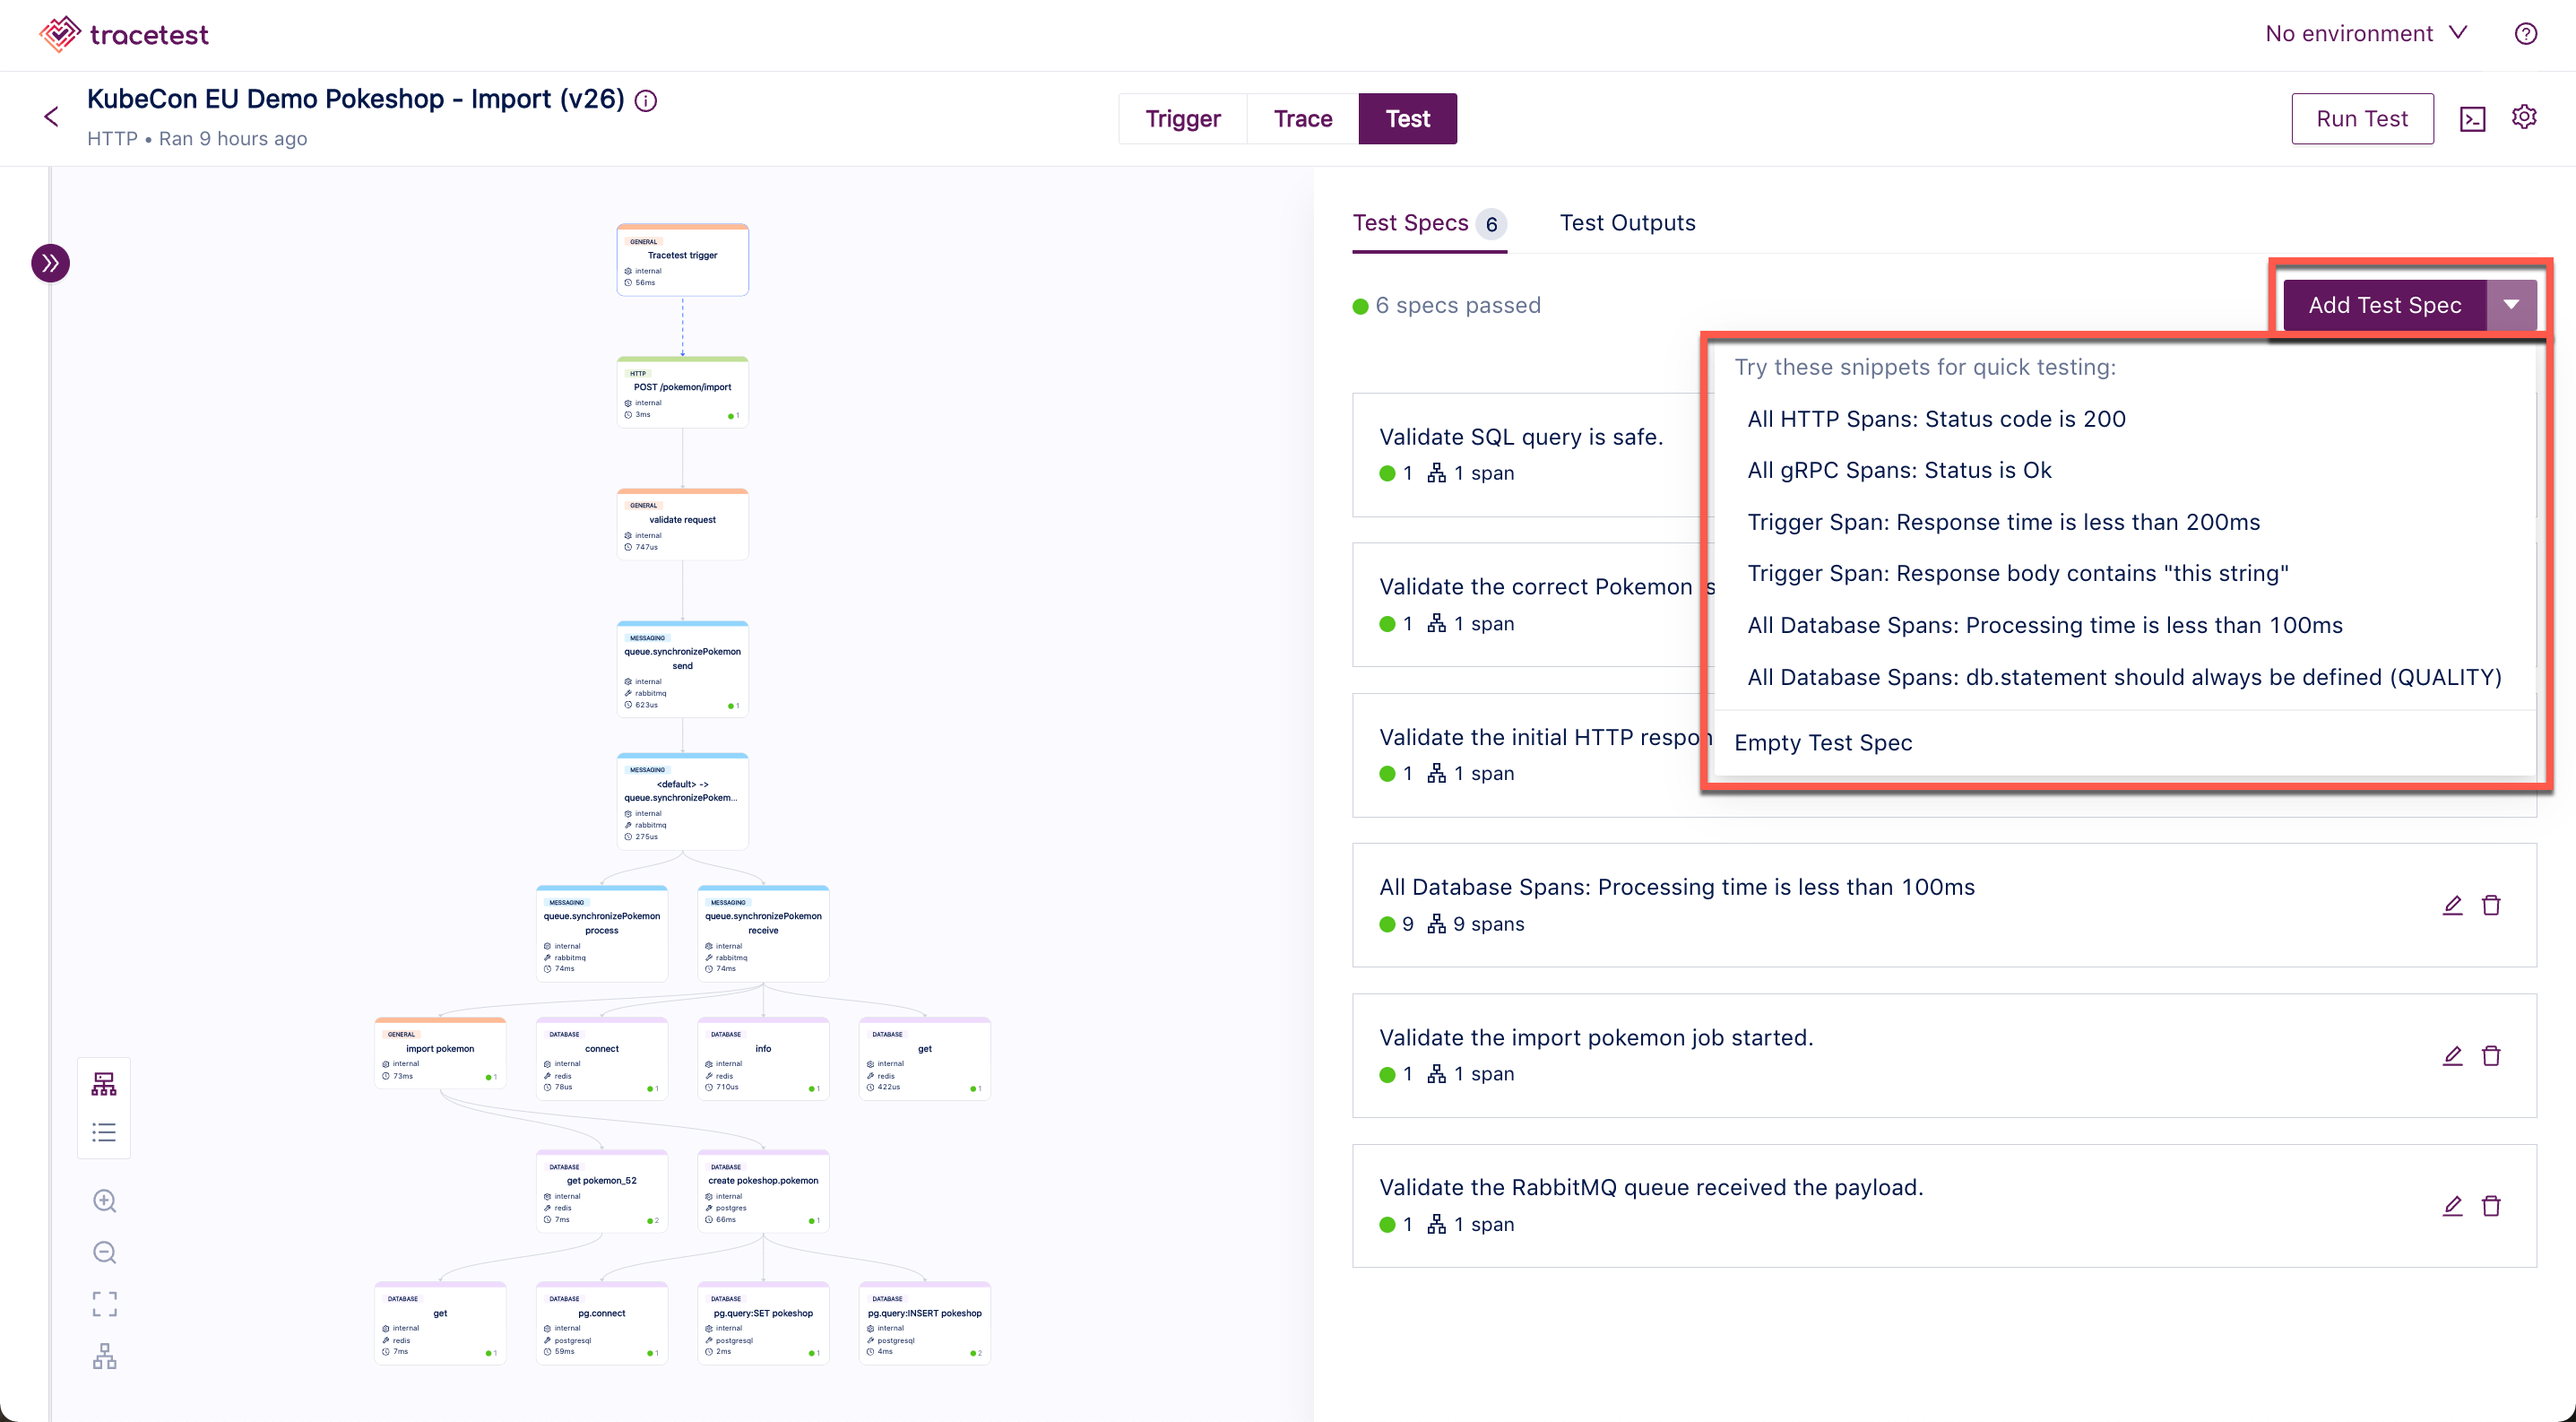 tracetest
No environment
KubeCon EU Demo Pokeshop - Import (v26)
HTTP • Ran 9 hours ago
Trigger
Trace
Test
Run Test
GENERAL
Tracetest trigger
internal
56ms
HTTP
POST /pokemon/import
internal
3ms
1
GENERAL
validate request
internal
747us
MESSAGING
queue.synchronizePokemon
send
internal
rabbitmq
623us
1
MESSAGING
<default> ->
queue.synchronizePokem...
internal
rabbitmq
275us
MESSAGING
queue.synchronizePokemon
process
internal
rabbitmq
74ms
MESSAGING
queue.synchronizePokemon
receive
internal
rabbitmq
74ms
GENERAL
import pokemon
internal
73ms
1
DATABASE
connect
internal
redis
78us
1
DATABASE
info
internal
redis
710us
1
DATABASE
get
internal
redis
422us
1
DATABASE
get pokemon_52
internal
redis
7ms
2
DATABASE
create pokeshop.pokemon
internal
postgres
66ms
1
DATABASE
get
internal
redis
7ms
1
DATABASE
pg.connect
internal
postgresql
59ms
1
DATABASE
pg.query:SET pokeshop
internal
postgresql
2ms
1
DATABASE
pg.query:INSERT pokeshop
internal
postgresql
4ms
2
Test Specs 6
Test Outputs
6 specs passed
Add Test Spec
Try these snippets for quick testing:
All HTTP Spans: Status code is 200
All gRPC Spans: Status is Ok
Trigger Span: Response time is less than 200ms
Trigger Span: Response body contains "this string"
All Database Spans: Processing time is less than 100ms
All Database Spans: db.statement should always be defined (QUALITY)
Empty Test Spec
Validate SQL query is safe.
1 1 span
Validate the correct Pokemon is
1 1 span
Validate the initial HTTP respon
1 1 span
All Database Spans: Processing time is less than 100ms
9 9 spans
Validate the import pokemon job started.
1 1 span
Validate the RabbitMQ queue received the payload.
1 1 span